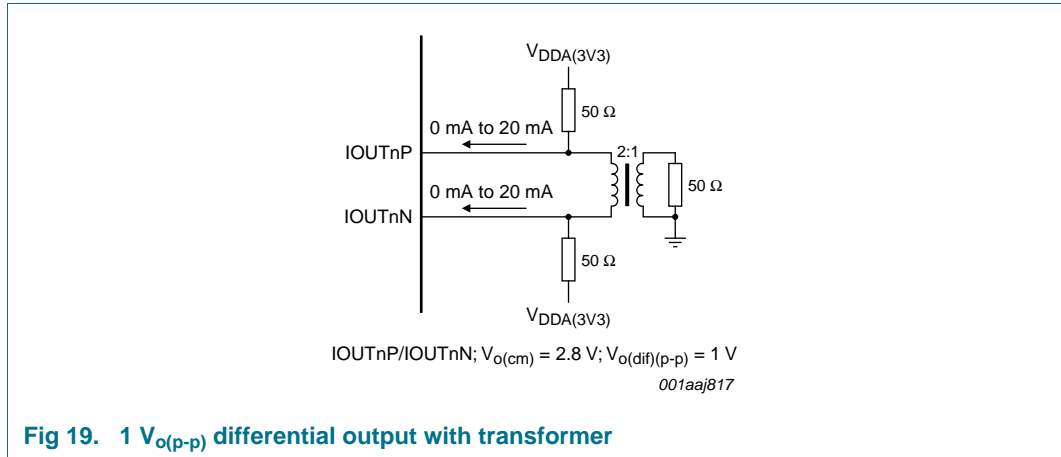 VDDA(3V3)
50 Ω
0 mA to 20 mA
IOUTnP
2:1
50 Ω
0 mA to 20 mA
IOUTnN
50 Ω
VDDA(3V3)
IOUTnP/IOUTnN; Vo(cm) = 2.8 V; Vo(dif)(p-p) = 1 V
001aaj817
Fig 19. 1 Vo(p-p) differential output with transformer